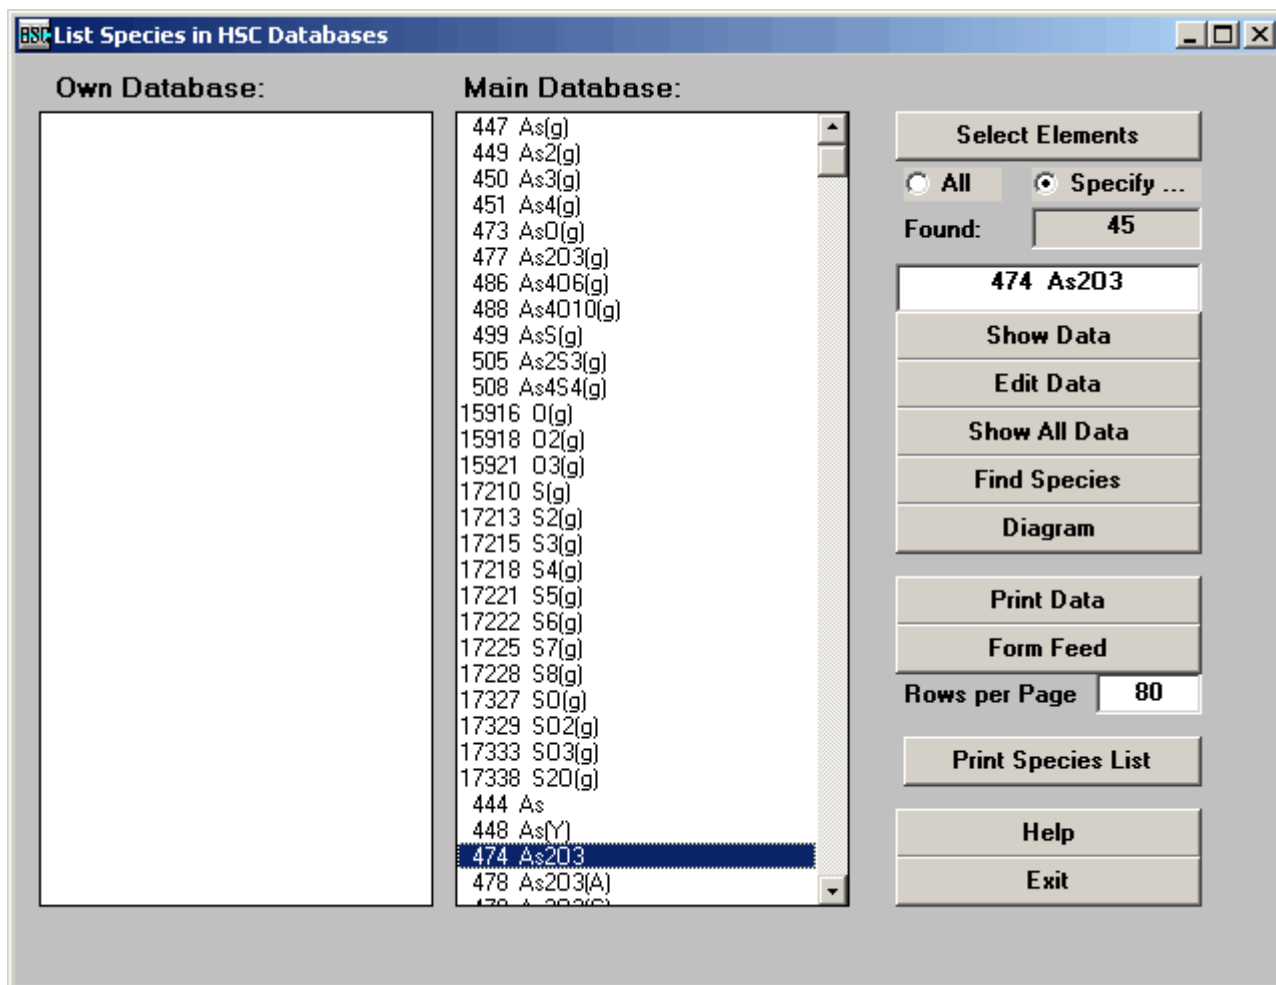 HSC List Species in HSC Databases
Own Database:
Main Database:
447 As(g)
449 As2(g)
450 As3(g)
451 As4(g)
473 AsO(g)
477 As2O3(g)
486 As4O6(g)
488 As4O10(g)
499 AsS(g)
505 As2S3(g)
508 As4S4(g)
15916 O(g)
15918 O2(g)
15921 O3(g)
17210 S(g)
17213 S2(g)
17215 S3(g)
17218 S4(g)
17221 S5(g)
17222 S6(g)
17225 S7(g)
17228 S8(g)
17327 SO(g)
17329 SO2(g)
17333 SO3(g)
17338 S2O(g)
444 As
448 As(Y)
474 As2O3
478 As2O3(A)
Select Elements
All Specify ...
Found: 45
474 As2O3
Show Data
Edit Data
Show All Data
Find Species
Diagram
Print Data
Form Feed
Rows per Page 80
Print Species List
Help
Exit